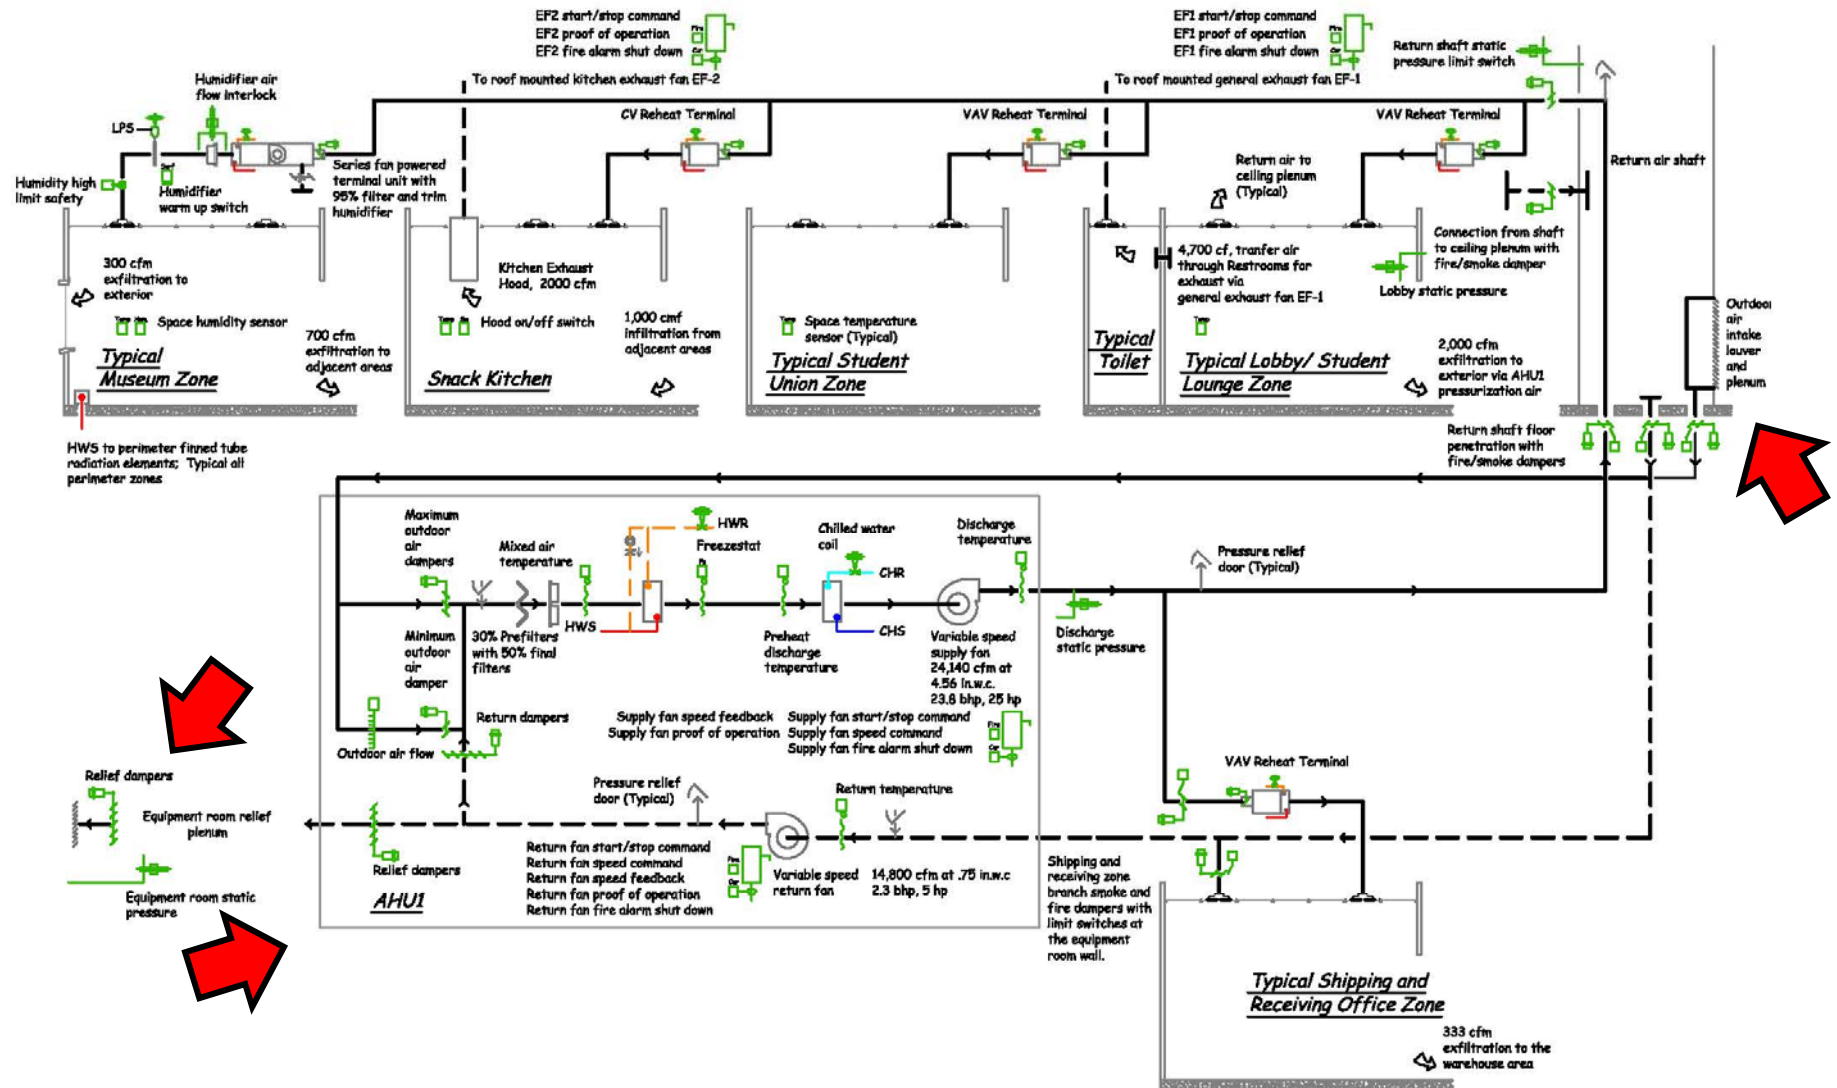 EF2 start/stop command
EF2 proof of operation
EF2 fire alarm shut down
To roof mounted kitchen exhaust fan EF-2
EF1 start/stop command
EF1 proof of operation
EF1 fire alarm shut down
To roof mounted general exhaust fan EF-1
Return shaft static
pressure limit switch
Humidifier air
flow interlock
LPS
Humidity high
limit safety
Humidifier
warm up switch
Series fan powered
terminal unit with
95% filter and trim
humidifier
CV Reheat Terminal
VAV Reheat Terminal
VAV Reheat Terminal
Return air to
ceiling plenum
(Typical)
Return air shaft
300 cfm
exfiltration to
exterior
Space humidity sensor
Typical
Museum Zone
700 cfm
exfiltration to
adjacent areas
Kitchen Exhaust
Hood, 2000 cfm
Hood on/off switch
Snack Kitchen
1,000 cmf
infiltration from
adjacent areas
Space temperature
sensor (Typical)
Typical Student
Union Zone
Typical
Toilet
4,700 cf, tranfer air
through Restrooms for
exhaust via
general exhaust fan EF-1
Typical Lobby/ Student
Lounge Zone
Connection from shaft
to ceiling plenum with
fire/smoke damper
Lobby static pressure
2,000 cfm
exfiltration to
exterior via AHU1
pressurization air
Outdoor
air
intake
louver
and
plenum
HWS to perimeter finned tube
radiation elements; Typical all
perimeter zones
Return shaft floor
penetration with
fire/smoke dampers
Maximum
outdoor
air
dampers
Mixed air
temperature
HWR
Freezestat
Chilled water
coil
CHR
CHS
Discharge
temperature
Pressure relief
door (Typical)
HWS
Minimum
outdoor
air
damper
30% Prefilters
with 50% final
filters
Preheat
discharge
temperature
Variable speed
supply fan
24,140 cfm at
4.56 in.w.c.
23.8 bhp, 25 hp
Discharge
static pressure
Return dampers
Outdoor air flow
Supply fan speed feedback
Supply fan proof of operation
Supply fan start/stop command
Supply fan speed command
Supply fan fire alarm shut down
Relief dampers
Equipment room relief
plenum
Equipment room static
pressure
Pressure relief
door (Typical)
Return temperature
VAV Reheat Terminal
Relief dampers
AHU1
Return fan start/stop command
Return fan speed command
Return fan speed feedback
Return fan proof of operation
Return fan fire alarm shut down
Variable speed
return fan
14,800 cfm at .75 in.w.c
2.3 bhp, 5 hp
Shipping and
receiving zone
branch smoke and
fire dampers with
limit switches at
the equipment
room wall.
Typical Shipping and
Receiving Office Zone
333 cfm
exfiltration to the
warehouse area